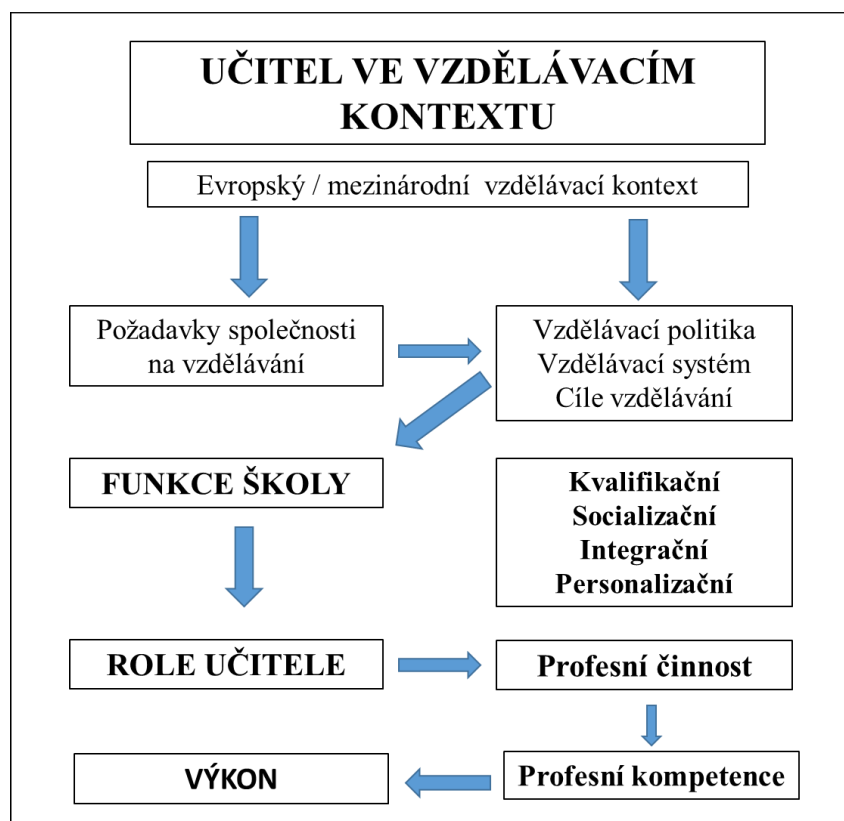 UČITEL VE VZDĚLÁVACÍM
KONTEXTU
Evropský / mezinárodní vzdělávací kontext
Požadavky společnosti
na vzdělávání
Vzdělávací politika
Vzdělávací systém
Cíle vzdělávání
FUNKCE ŠKOLY
Kvalifikační
Socializační
Integrační
Personalizační
ROLE UČITELE
Profesní činnost
VÝKON
Profesní kompetence